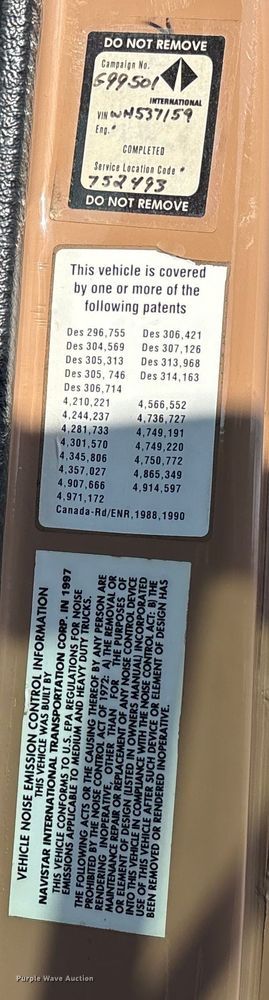 DO NOT REMOVE
Campaign No.
G99501
INTERNATIONAL
VIN WH537159
Eng.
COMPLETED
Service Location Code
752493
DO NOT REMOVE
This vehicle is covered
by one or more of the
following patents
Des 296,755 Des 306,421
Des 304,569 Des 307,126
Des 305,313 Des 313,968
Des 305,746 Des 314,163
Des 306,714
4,210,221 4,566,552
4,244,237 4,736,727
4,281,733 4,749,191
4,301,570 4,749,220
4,345,806 4,750,772
4,357,027 4,865,349
4,907,666 4,914,597
4,971,172
Canada-Rd/ENR,1988,1990
VEHICLE NOISE EMISSION CONTROL INFORMATION
THIS VEHICLE WAS BUILT BY
NAVISTAR INTERNATIONAL TRANSPORTATION CORP. IN 1997
THIS VEHICLE CONFORMS TO U.S. EPA REGULATIONS FOR NOISE
EMISSIONS APPLICABLE TO MEDIUM AND HEAVY DUTY TRUCKS.
THE FOLLOWING ACTS OR THE CAUSING THEREOF BY ANY PERSON ARE
PROHIBITED BY THE NOISE CONTROL ACT OF 1972: A) THE REMOVAL OR
RENDERING INOPERATIVE, OTHER THAN FOR THE PURPOSES OF
MAINTENANCE REPAIR OR REPLACEMENT OF ANY NOISE CONTROL DEVICE
OR ELEMENT OF DESIGN (LISTED IN OWNERS MANUAL) INCORPORATED
INTO THIS VEHICLE IN COMPLIANCE WITH THE NOISE CONTROL ACT; B) THE
USE OF THIS VEHICLE AFTER SUCH DEVICE OR ELEMENT OF DESIGN HAS
BEEN REMOVED OR RENDERED INOPERATIVE.
Purple Wave Auction